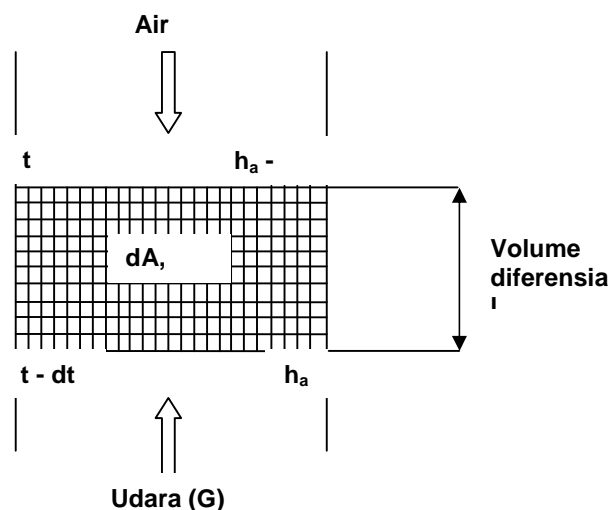 Air
t
hₐ -
dA,
Volume
diferensia
t - dt
hₐ
Udara (G)